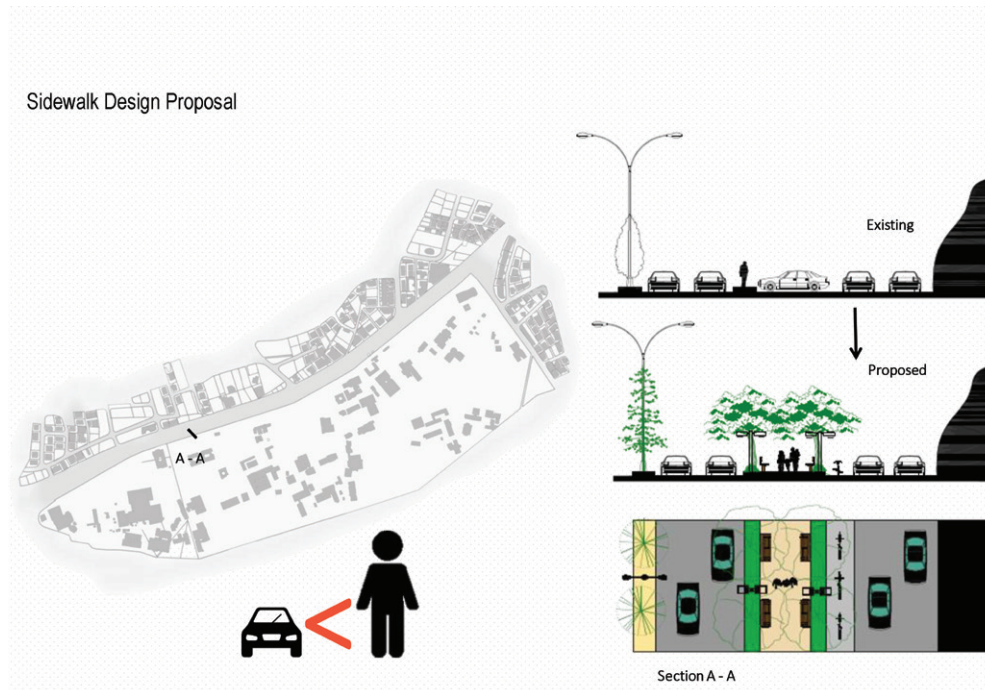 Sidewalk Design Proposal
Existing
Proposed
A - A
Section A - A